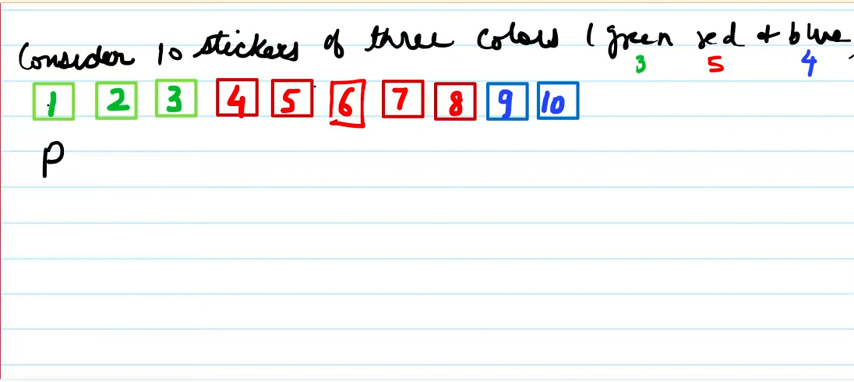 Consider 10 stickers of three colors ( green red & blue
3 5 4
1 2 3 4 5 6 7 8 9 10
P